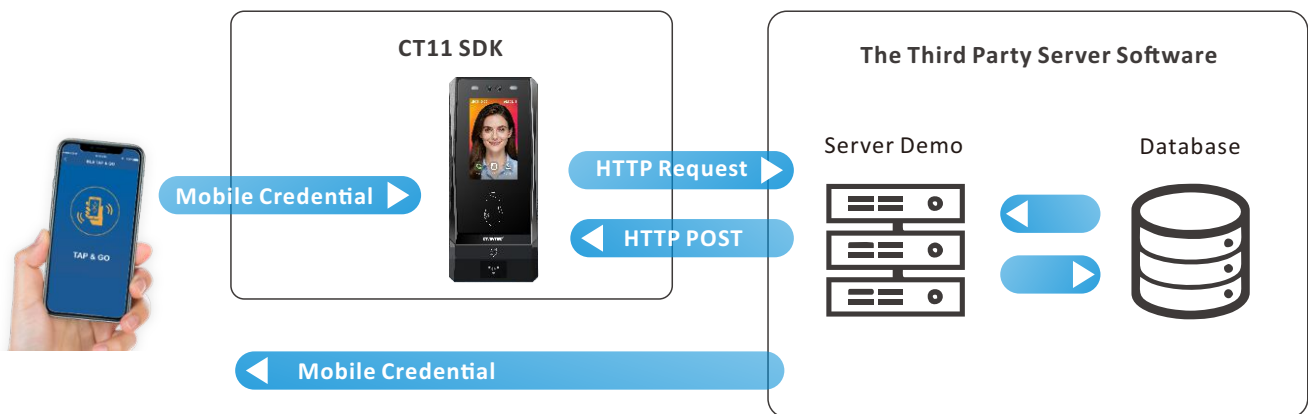 CT11 SDK
The Third Party Server Software
Server Demo
Database
HTTP Request
Mobile Credential
HTTP POST
TAP & GO
Mobile Credential